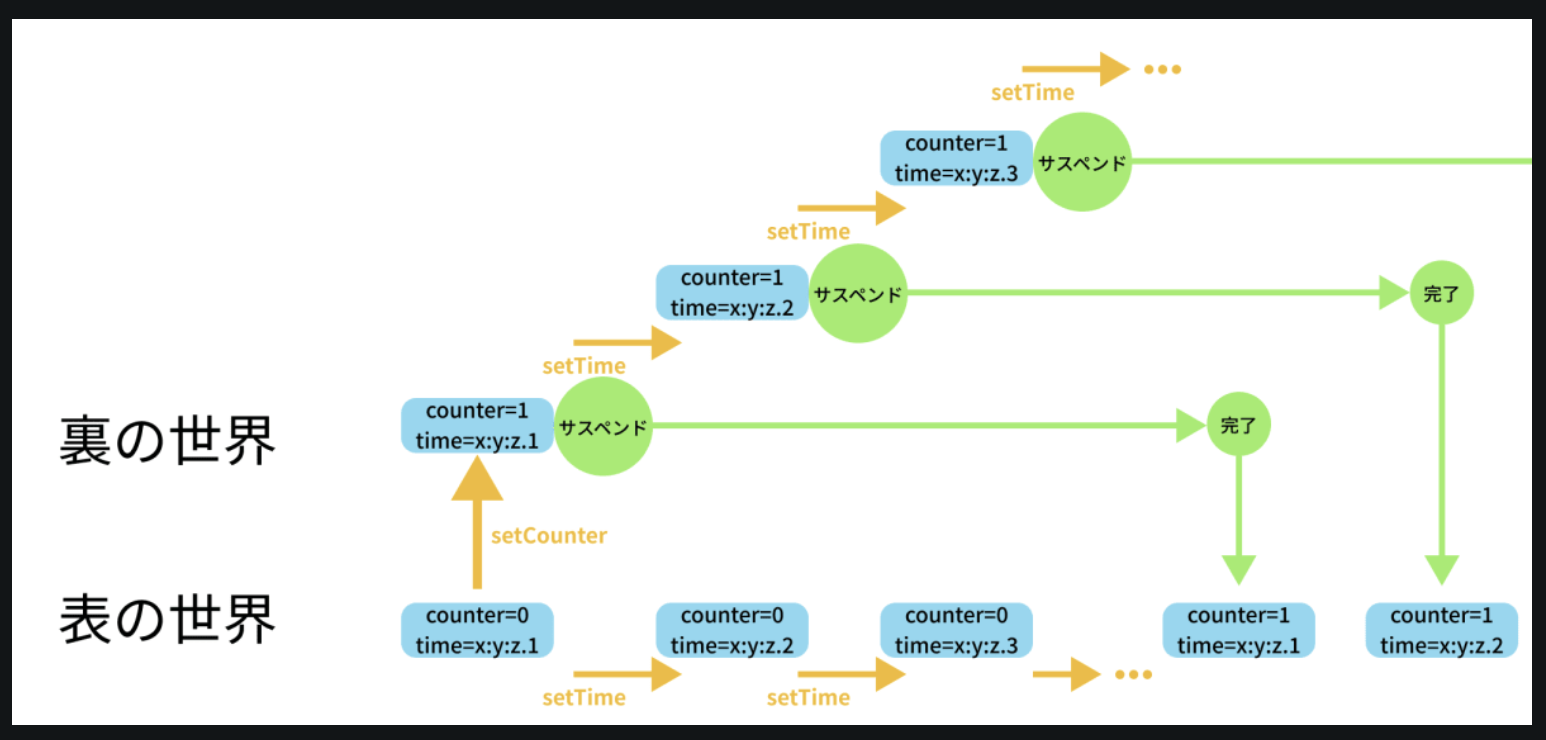 setTime
counter=1
time=x:y:z.3
サスペンド
setTime
counter=1
time=x:y:z.2
サスペンド
完了
setTime
裏の世界
counter=1
time=x:y:z.1
サスペンド
完了
setCounter
表の世界
counter=0
time=x:y:z.1
counter=0
time=x:y:z.2
counter=0
time=x:y:z.3
counter=1
time=x:y:z.1
counter=1
time=x:y:z.2
setTime
setTime